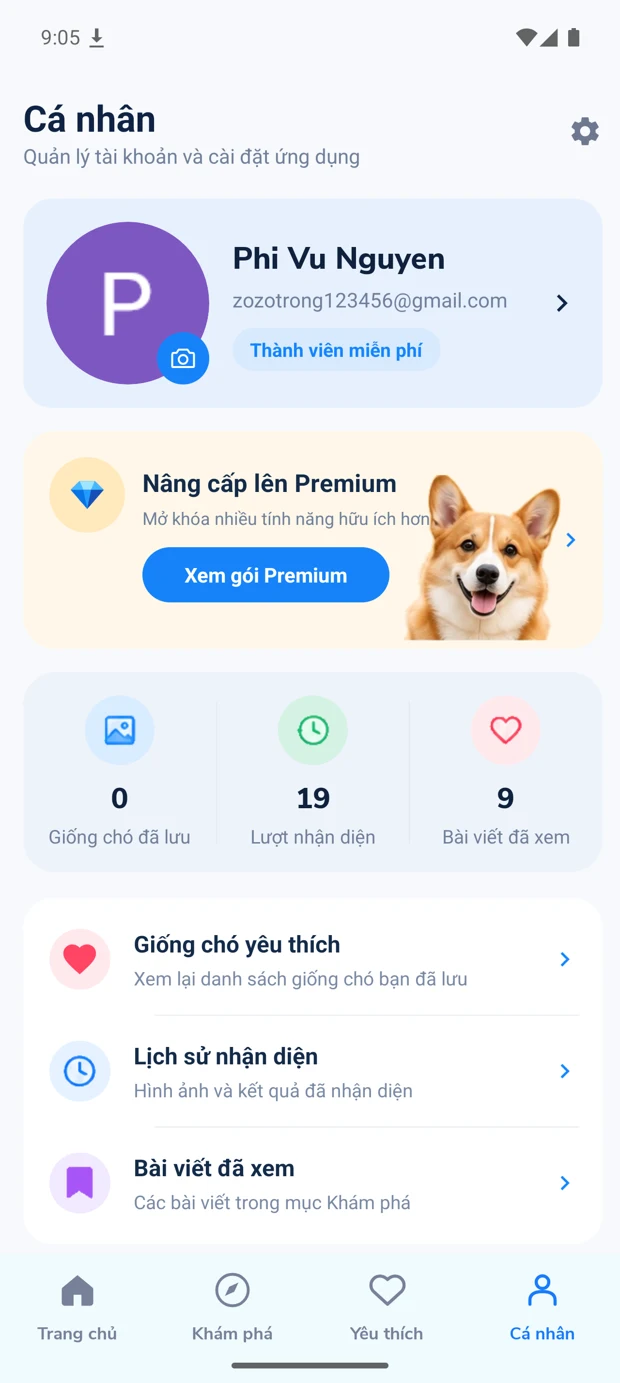 9:05
Cá nhân
Quản lý tài khoản và cài đặt ứng dụng
P
Phi Vu Nguyen
zozotrong123456@gmail.com
Thành viên miễn phí
Nâng cấp lên Premium
Mở khóa nhiều tính năng hữu ích hơn
Xem gói Premium
0
Giống chó đã lưu
19
Lượt nhận diện
9
Bài viết đã xem
Giống chó yêu thích
Xem lại danh sách giống chó bạn đã lưu
Lịch sử nhận diện
Hình ảnh và kết quả đã nhận diện
Bài viết đã xem
Các bài viết trong mục Khám phá
Trang chủ
Khám phá
Yêu thích
Cá nhân